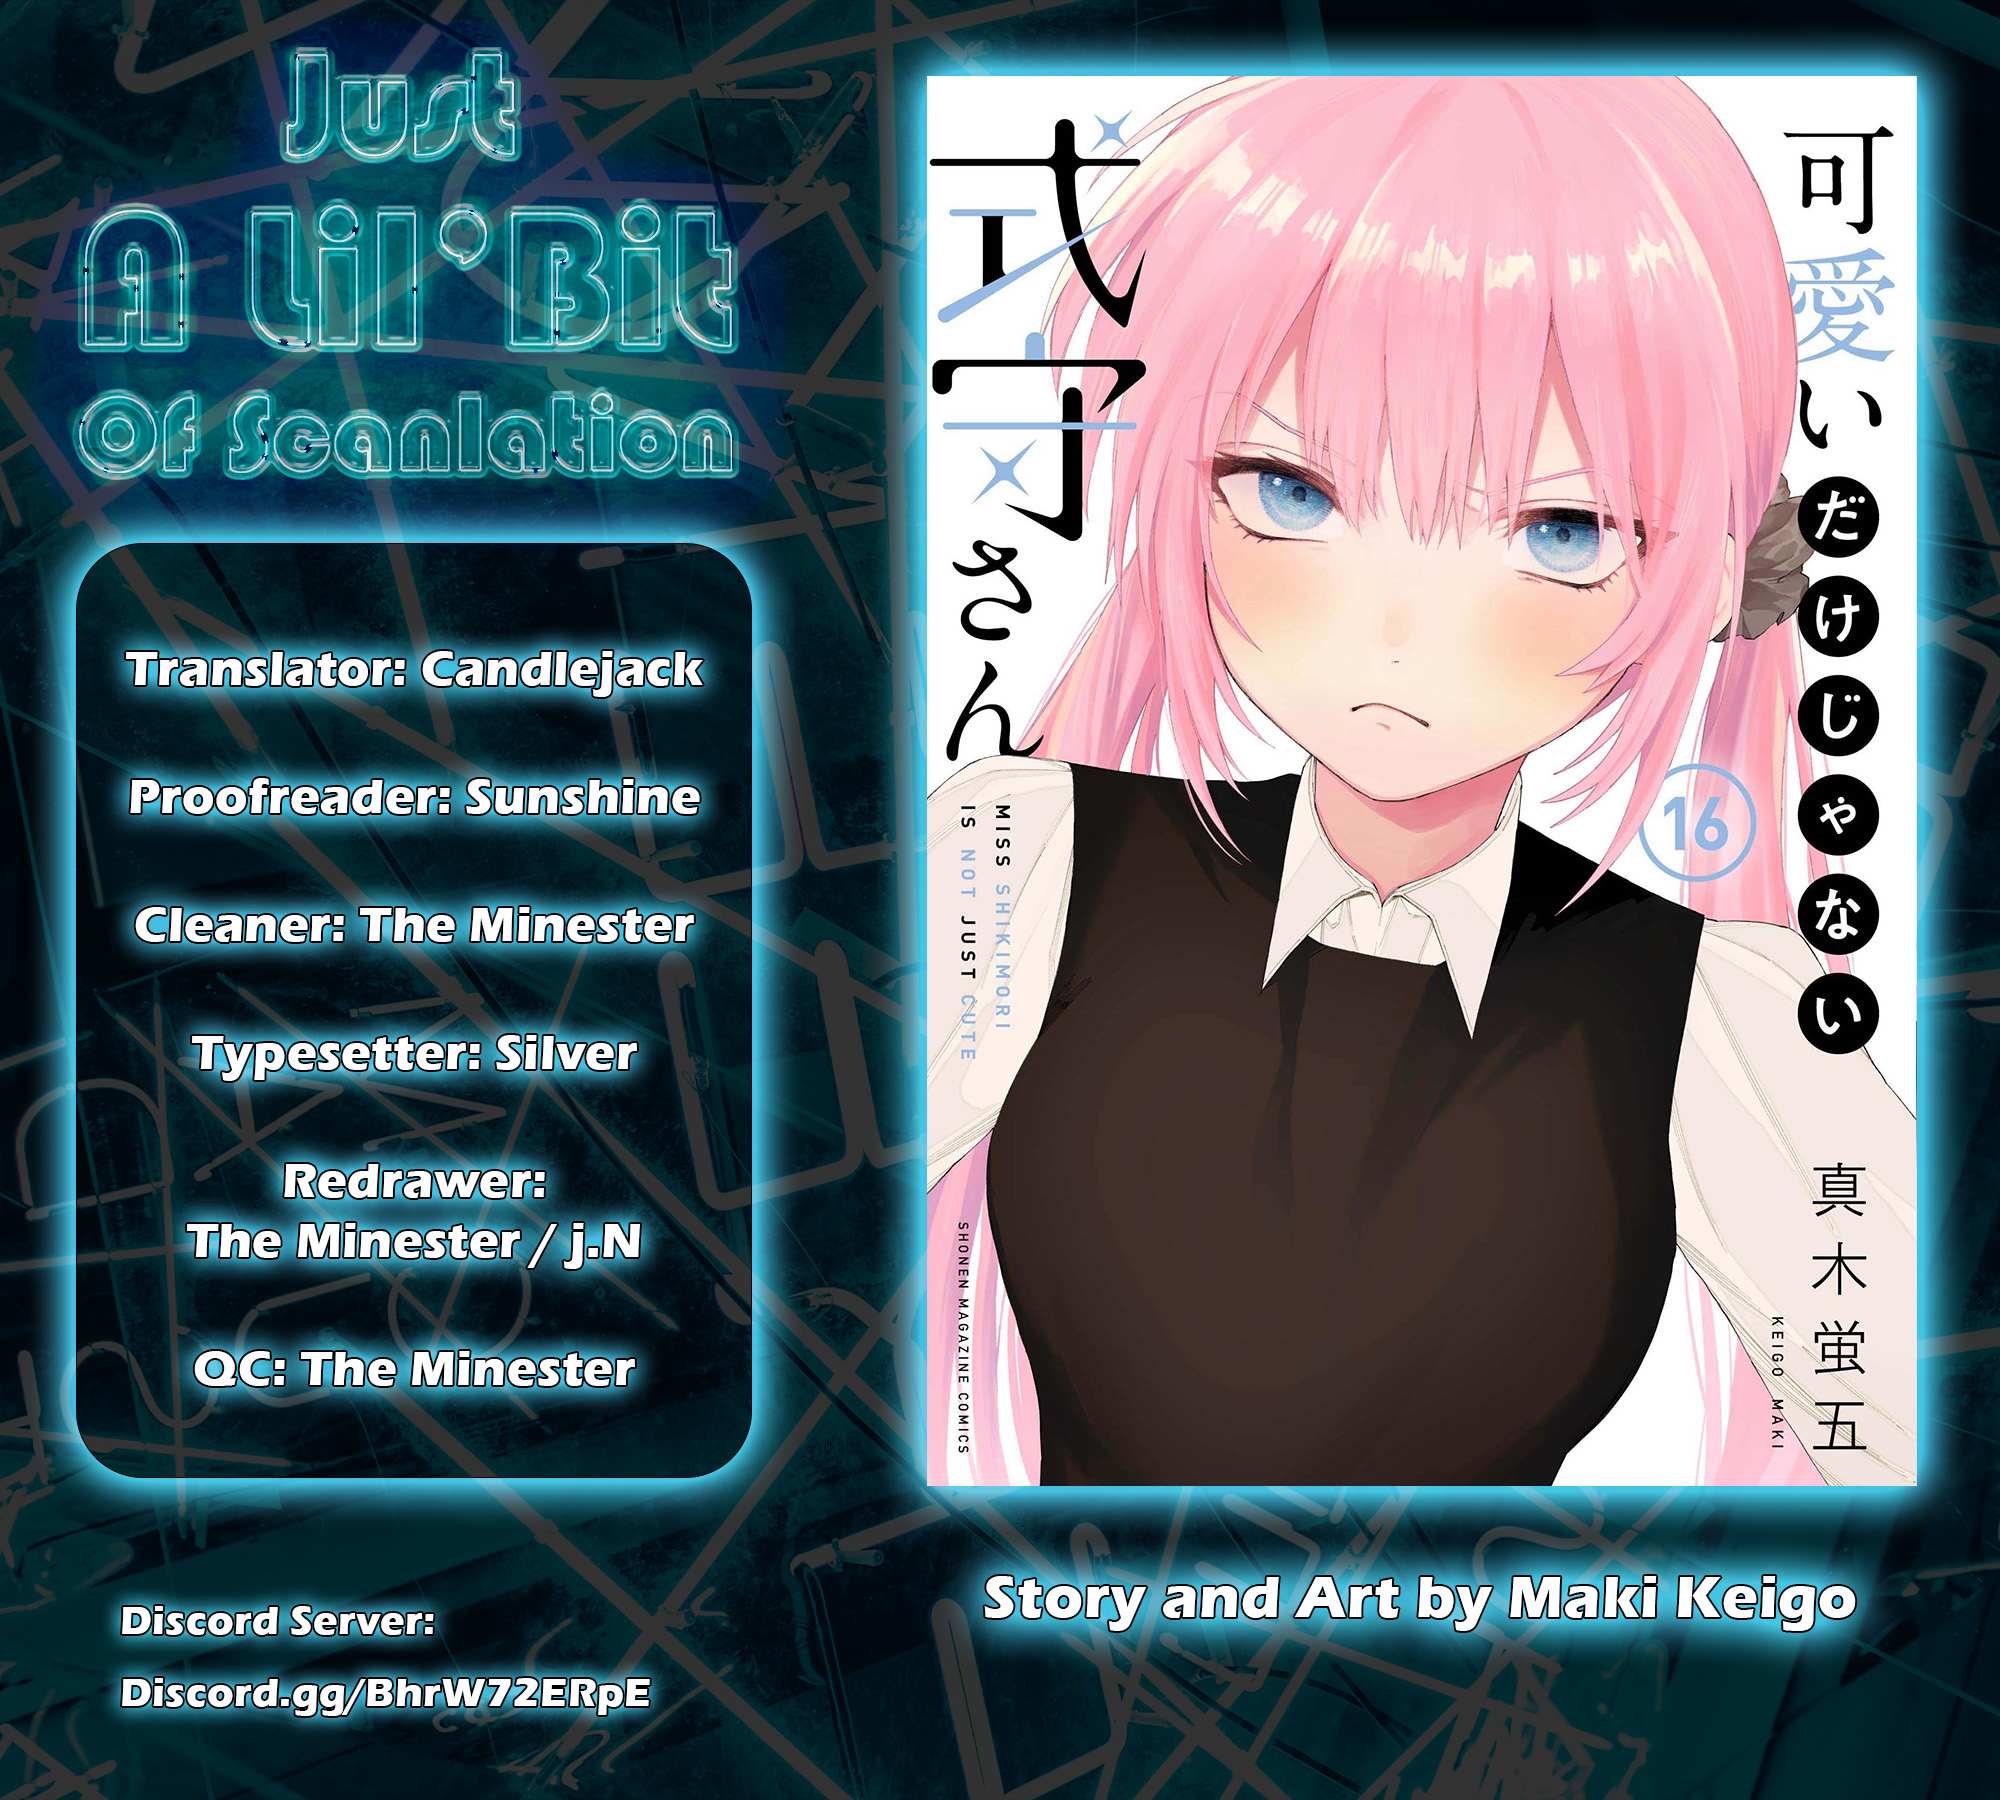 Just
A Lil' Bit
Of Scanlation
Translator: Candlejack
Proofreader: Sunshine
Cleaner: The Minester
Typesetter: Silver
Redrawer:
The Minester / j.N
QC: The Minester
Discord Server:
Discord.gg/BhrW72ERpE
可愛いだけじゃない
式守さん
MISS SHIKIMORI
IS NOT JUST CUTE
16
真木蛍五
KEIGO MAKI
SHONEN MAGAZINE COMICS
Story and Art by Maki Keigo